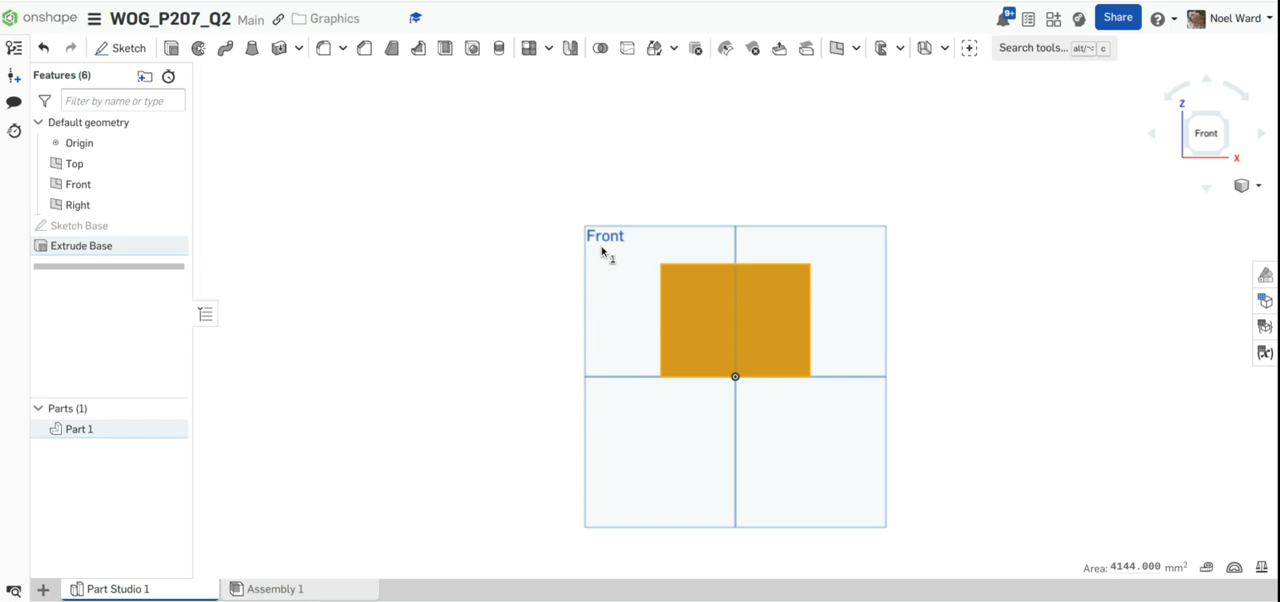 onshape WOG_P207_Q2 Main Graphics 9+ Share Noel Ward
Sketch Search tools... alt/⌥ c
Features (6)
Filter by name or type
Default geometry
Origin
Top
Front
Right
Sketch Base
Extrude Base
Parts (1)
Part 1
Front
1
Z
Front
X
(x)
Area: 4144.000 mm²
Part Studio 1 Assembly 1